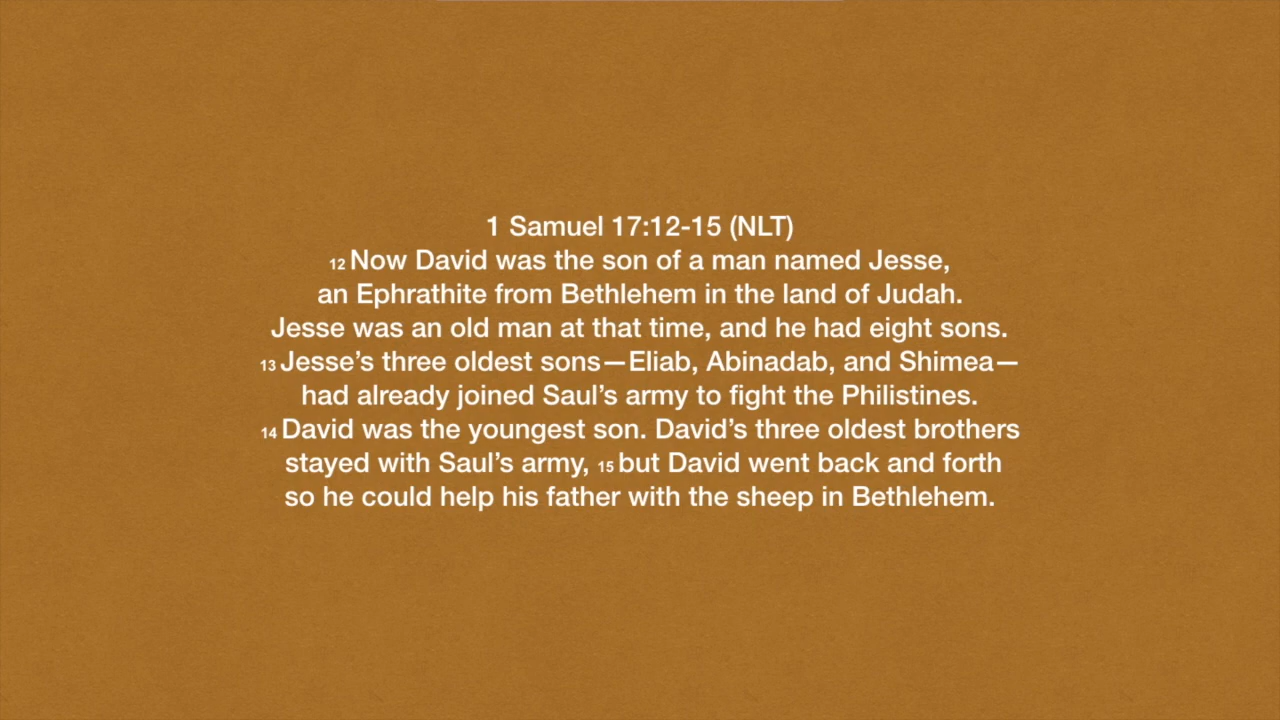 1 Samuel 17:12-15 (NLT)
12 Now David was the son of a man named Jesse,
an Ephrathite from Bethlehem in the land of Judah.
Jesse was an old man at that time, and he had eight sons.
13 Jesse’s three oldest sons—Eliab, Abinadab, and Shimea—
had already joined Saul’s army to fight the Philistines.
14 David was the youngest son. David’s three oldest brothers
stayed with Saul’s army, 15 but David went back and forth
so he could help his father with the sheep in Bethlehem.